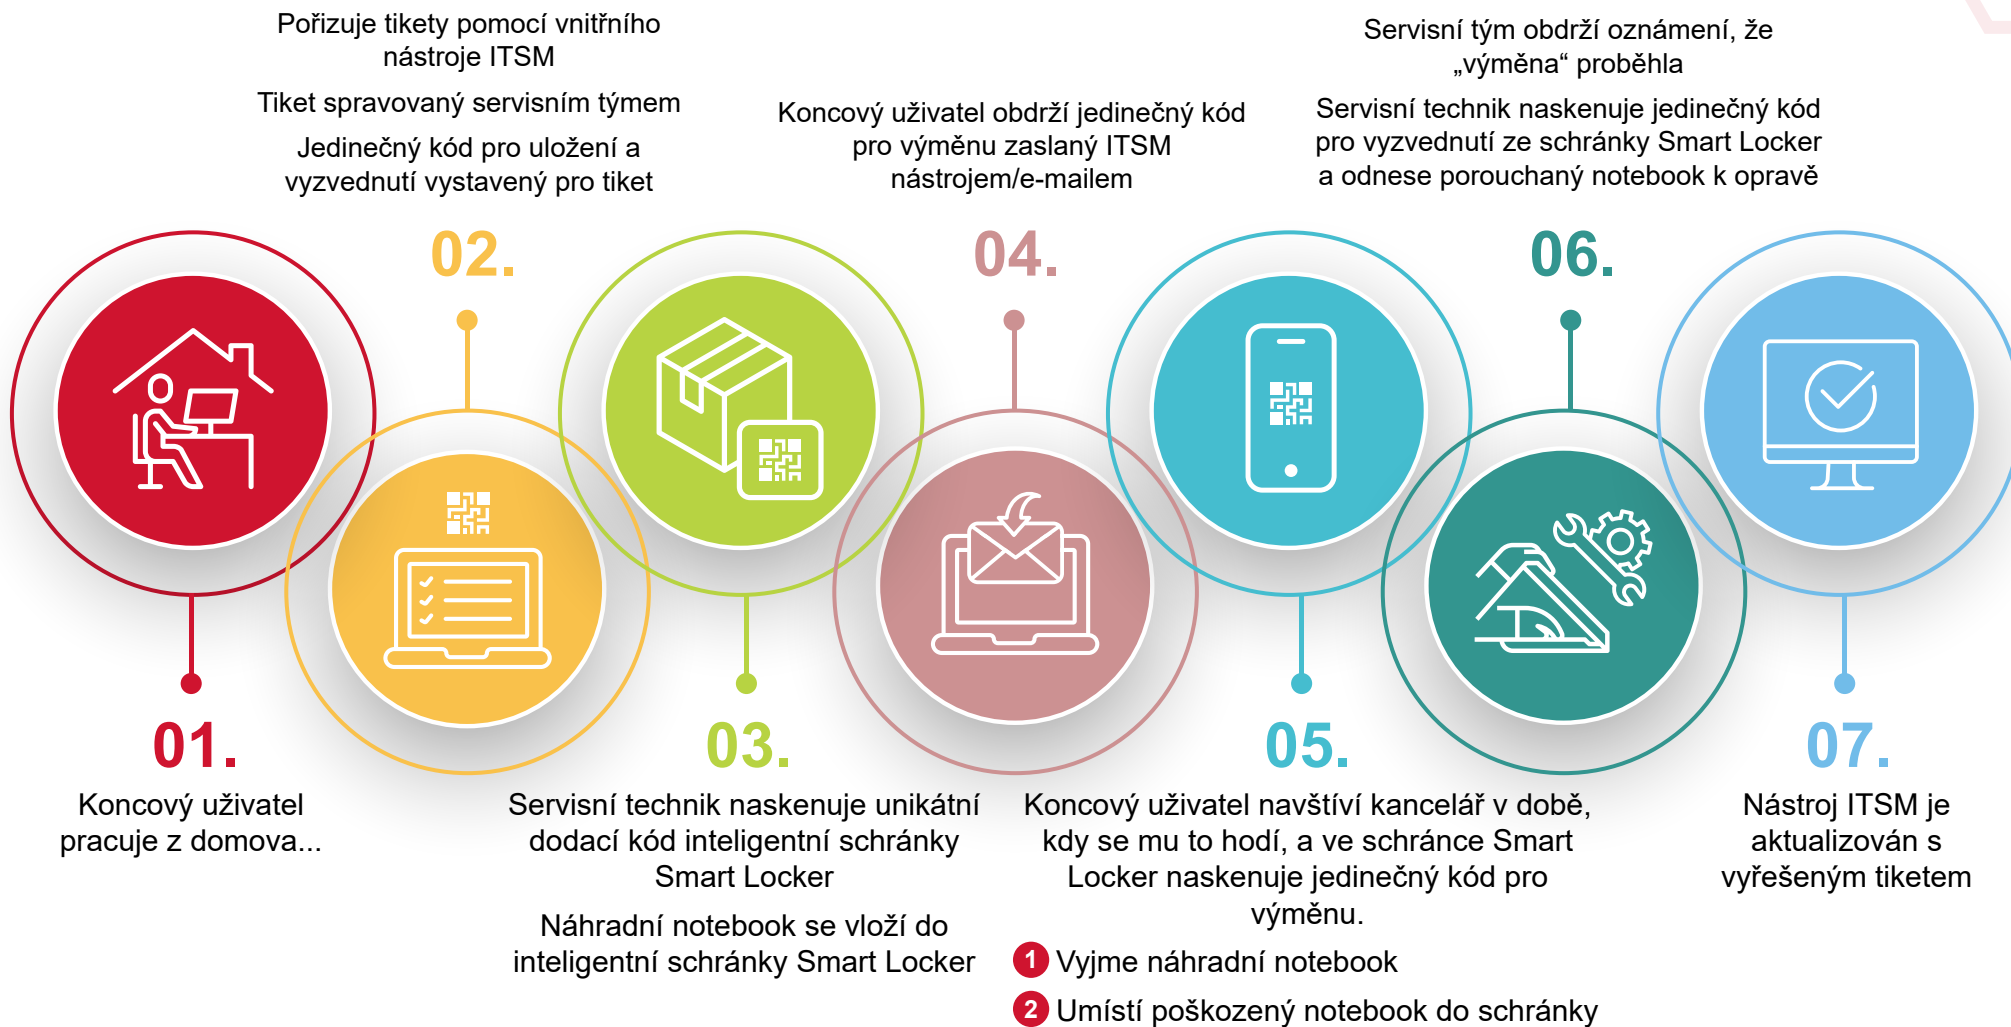 01.
Koncový uživatel
pracuje z domova...
Pořizuje tikety pomocí vnitřního
nástroje ITSM
Tiket spravovaný servisním týmem
Jedinečný kód pro uložení a
vyzvednutí vystavený pro tiket
02.
03.
Servisní technik naskenuje unikátní
dodací kód inteligentní schránky
Smart Locker
Náhradní notebook se vloží do
inteligentní schránky Smart Locker
Koncový uživatel obdrží jedinečný kód
pro výměnu zaslaný ITSM
nástrojem/e-mailem
04.
05.
Koncový uživatel navštíví kancelář v době,
kdy se mu to hodí, a ve schránce Smart
Locker naskenuje jedinečný kód pro
výměnu.
1 Vyjme náhradní notebook
2 Umístí poškozený notebook do schránky
Servisní tým obdrží oznámení, že
„výměna“ proběhla
Servisní technik naskenuje jedinečný kód
pro vyzvednutí ze schránky Smart Locker
a odnese porouchaný notebook k opravě
06.
07.
Nástroj ITSM je
aktualizován s
vyřešeným tiketem